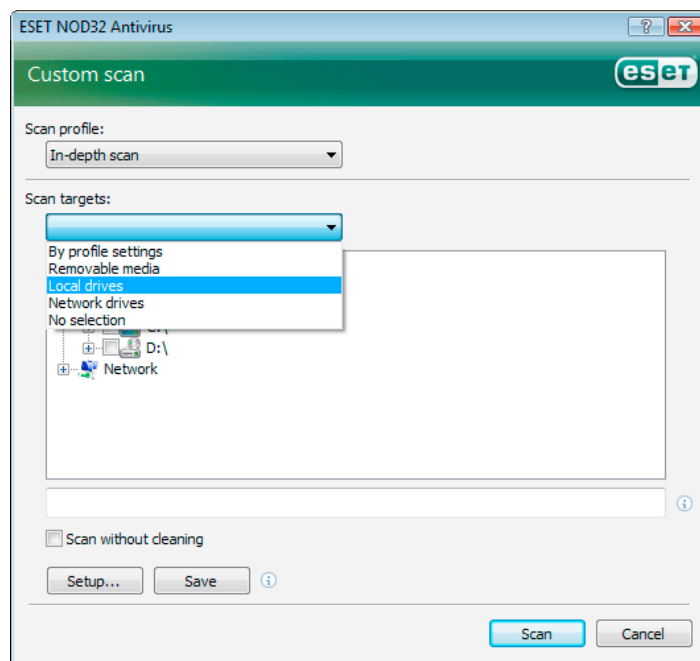 ESET NOD32 Antivirus
Custom scan
eseT
Scan profile:
In-depth scan
Scan targets:
By profile settings
Removable media
Local drives
Network drives
No selection
D:\
Network
Scan without cleaning
Setup...
Save
Scan
Cancel